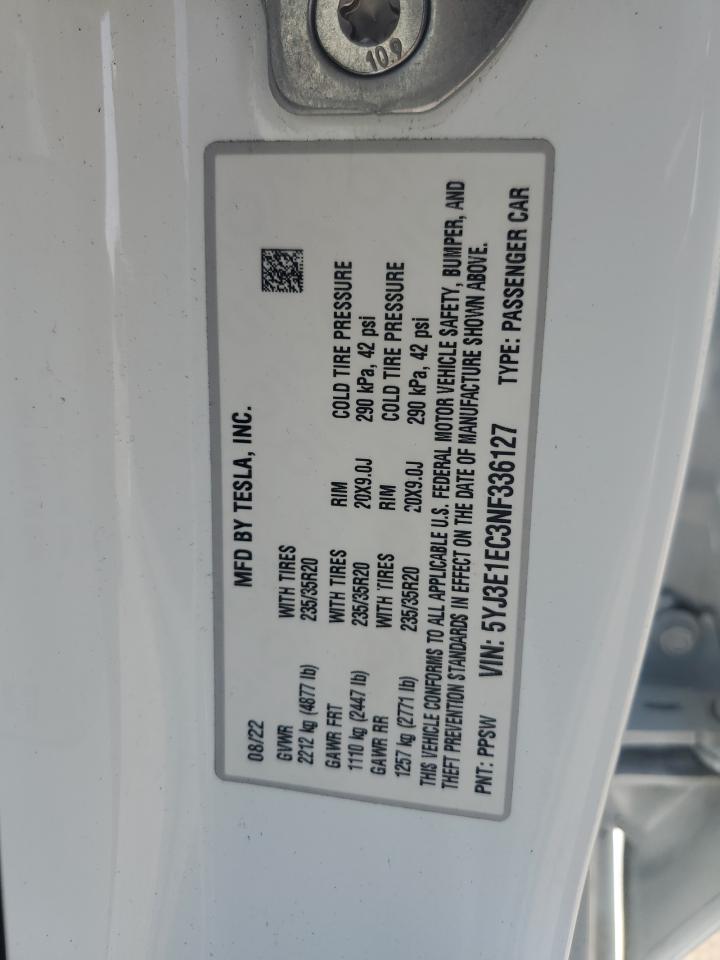 10.9
MFD BY TESLA, INC.
08/22
GVWR WITH TIRES
2212 kg (4877 lb) 235/35R20
GAWR FRT WITH TIRES RIM COLD TIRE PRESSURE
1110 kg (2447 lb) 235/35R20 20X9.0J 290 kPa, 42 psi
GAWR RR WITH TIRES RIM COLD TIRE PRESSURE
1257 kg (2771 lb) 235/35R20 20X9.0J 290 kPa, 42 psi
THIS VEHICLE CONFORMS TO ALL APPLICABLE U.S. FEDERAL MOTOR VEHICLE SAFETY, BUMPER, AND
THEFT PREVENTION STANDARDS IN EFFECT ON THE DATE OF MANUFACTURE SHOWN ABOVE.
PNT: PPSW VIN: 5YJ3E1EC3NF336127 TYPE: PASSENGER CAR